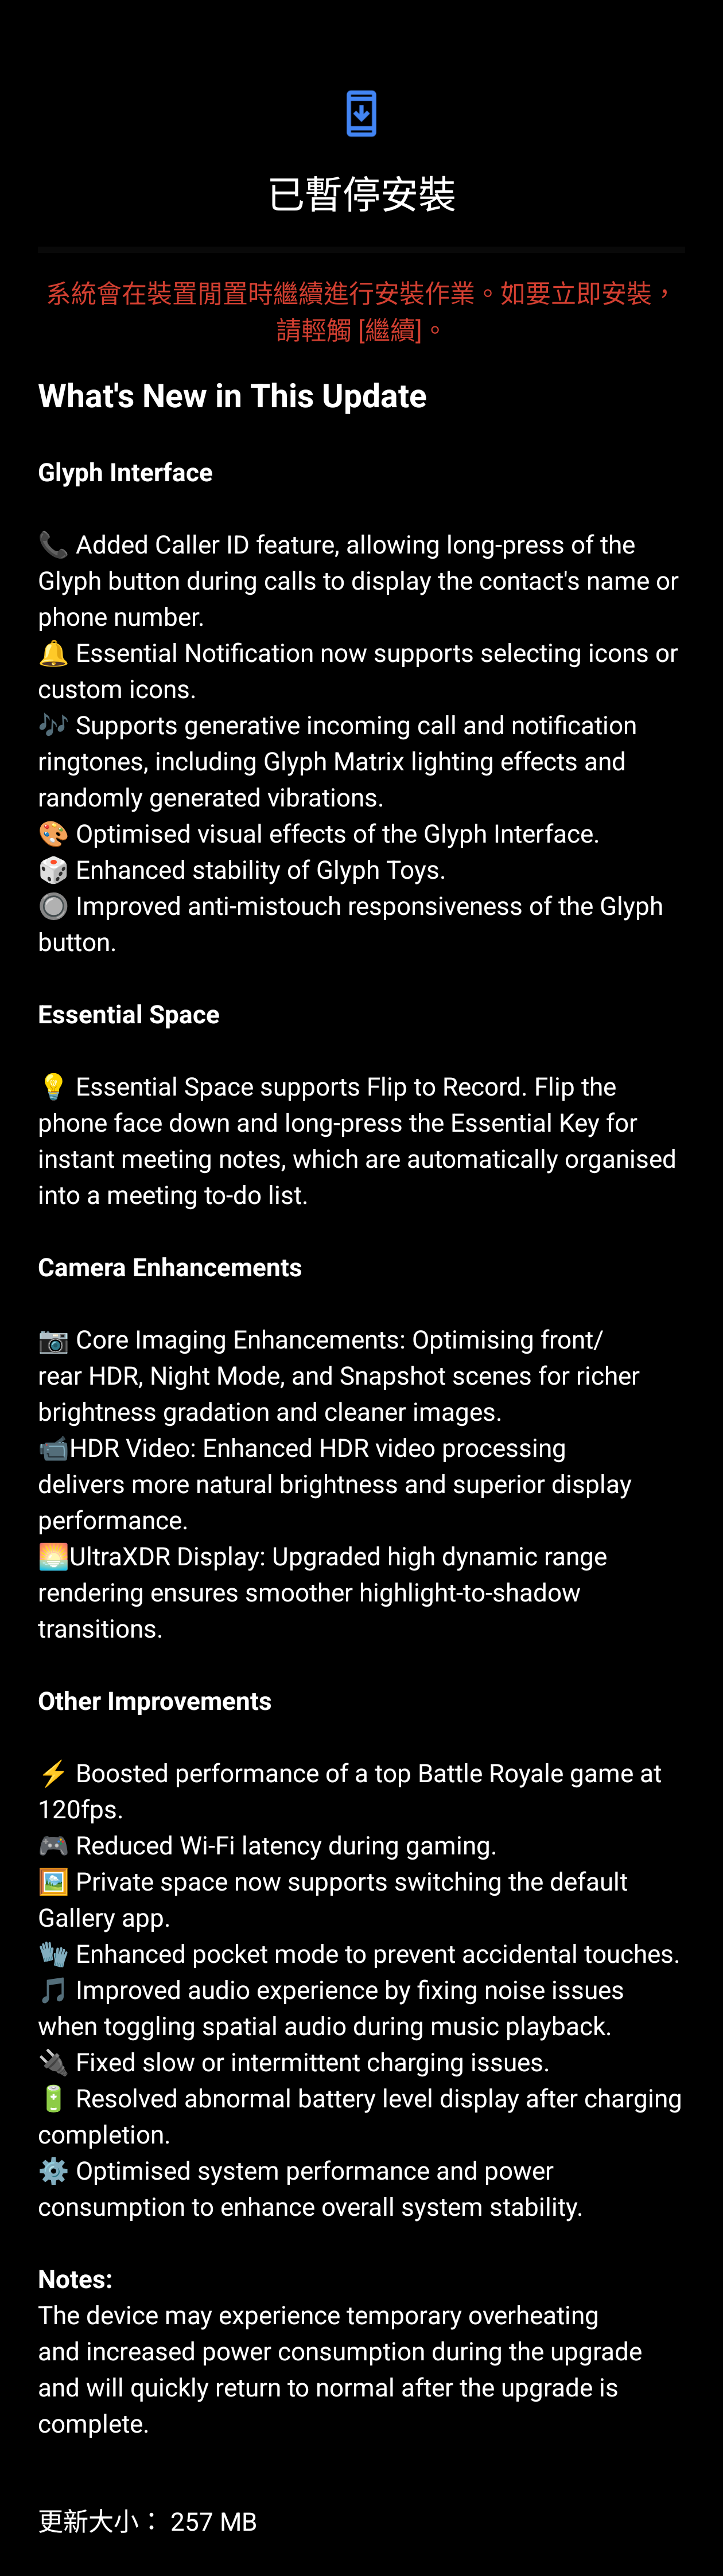 已暫停安裝
系統會在裝置閒置時繼續進行安裝作業。如要立即安裝，
請輕觸 [繼續]。
What's New in This Update
Glyph Interface
📞 Added Caller ID feature, allowing long-press of the
Glyph button during calls to display the contact's name or
phone number.
🔔 Essential Notification now supports selecting icons or
custom icons.
🎶 Supports generative incoming call and notification
ringtones, including Glyph Matrix lighting effects and
randomly generated vibrations.
🎨 Optimised visual effects of the Glyph Interface.
🎲 Enhanced stability of Glyph Toys.
🔘 Improved anti-mistouch responsiveness of the Glyph
button.
Essential Space
💡 Essential Space supports Flip to Record. Flip the
phone face down and long-press the Essential Key for
instant meeting notes, which are automatically organised
into a meeting to-do list.
Camera Enhancements
📷 Core Imaging Enhancements: Optimising front/
rear HDR, Night Mode, and Snapshot scenes for richer
brightness gradation and cleaner images.
📹HDR Video: Enhanced HDR video processing
delivers more natural brightness and superior display
performance.
🌅UltraXDR Display: Upgraded high dynamic range
rendering ensures smoother highlight-to-shadow
transitions.
Other Improvements
⚡ Boosted performance of a top Battle Royale game at
120fps.
🎮 Reduced Wi-Fi latency during gaming.
🖼️ Private space now supports switching the default
Gallery app.
🧤 Enhanced pocket mode to prevent accidental touches.
🎵 Improved audio experience by fixing noise issues
when toggling spatial audio during music playback.
🔌 Fixed slow or intermittent charging issues.
🔋 Resolved abnormal battery level display after charging
completion.
⚙️ Optimised system performance and power
consumption to enhance overall system stability.
Notes:
The device may experience temporary overheating
and increased power consumption during the upgrade
and will quickly return to normal after the upgrade is
complete.
更新大小： 257 MB